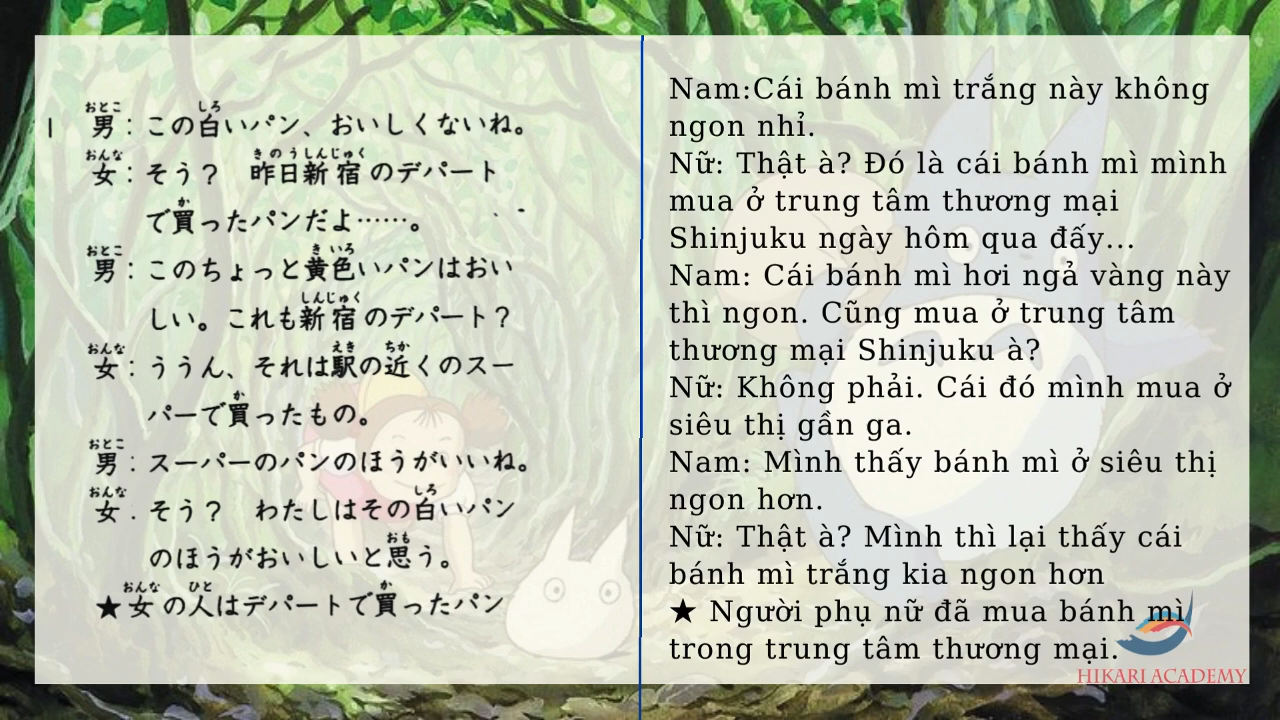 1 男：この白いパン、おいしくないね。
女：そう？ 昨日新宿のデパート
で買ったパンだよ……。
男：このちょっと黄色いパンはおい
しい。これも新宿のデパート？
女：ううん、それは駅の近くのスー
パーで買ったもの。
男：スーパーのパンのほうがいいね。
女：そう？ わたしはその白いパン
のほうがおいしいと思う。
★女の人はデパートで買ったパン
Nam:Cái bánh mì trắng này không
ngon nhỉ.
Nữ: Thật à? Đó là cái bánh mì mình
mua ở trung tâm thương mại
Shinjuku ngày hôm qua đấy...
Nam: Cái bánh mì hơi ngả vàng này
thì ngon. Cũng mua ở trung tâm
thương mại Shinjuku à?
Nữ: Không phải. Cái đó mình mua ở
siêu thị gần ga.
Nam: Mình thấy bánh mì ở siêu thị
ngon hơn.
Nữ: Thật à? Mình thì lại thấy cái
bánh mì trắng kia ngon hơn
★ Người phụ nữ đã mua bánh mì
trong trung tâm thương mại.
HIKARI ACADEMY